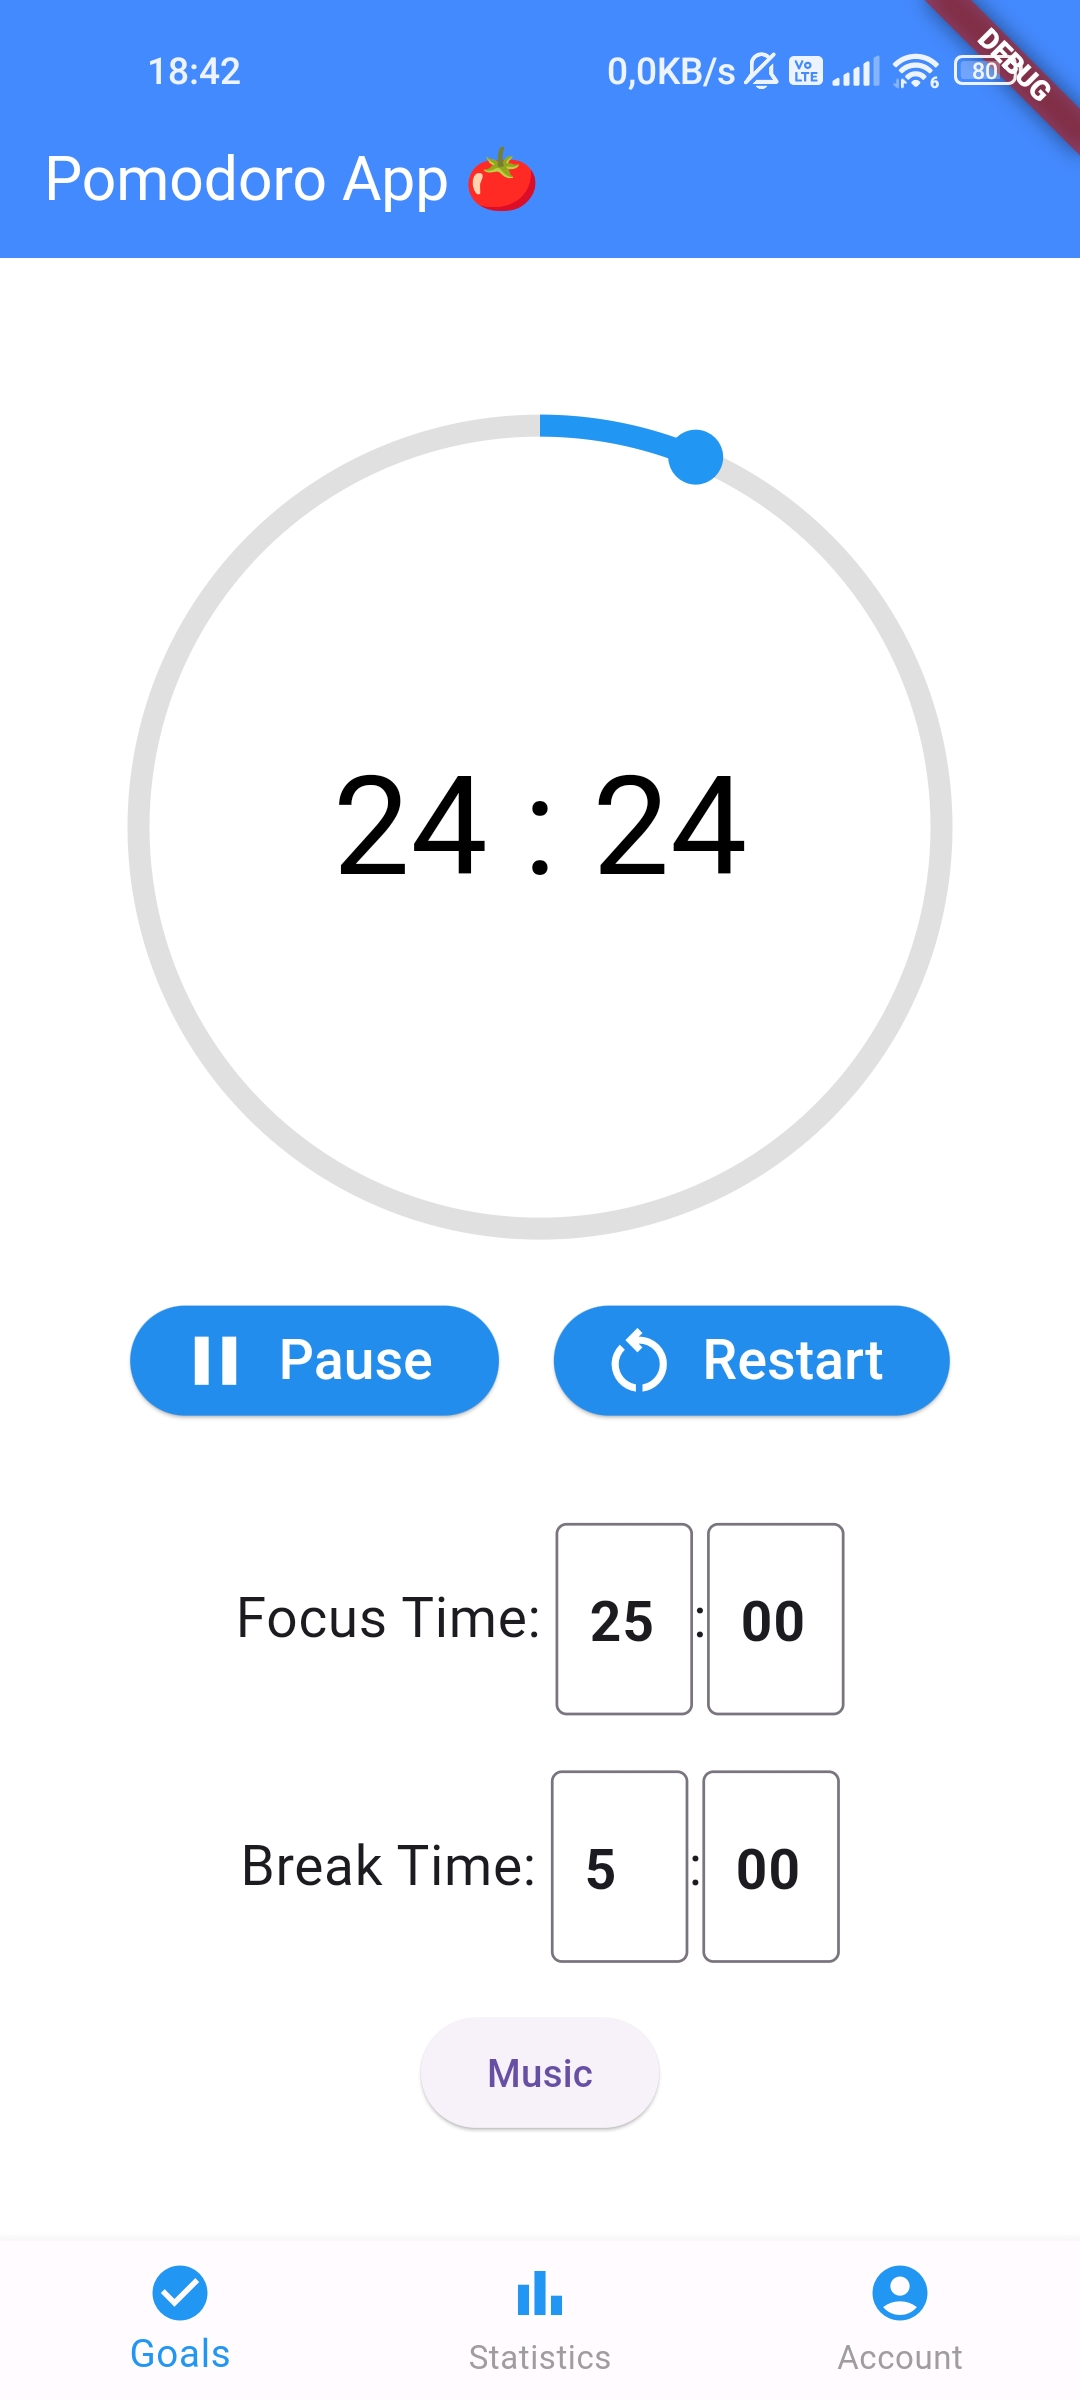 18:42 0,0KB/s Vo LTE 6 80 DEBUG
Pomodoro App 🍅
24 : 24
Pause Restart
Focus Time: 25 : 00
Break Time: 5 : 00
Music
Goals Statistics Account